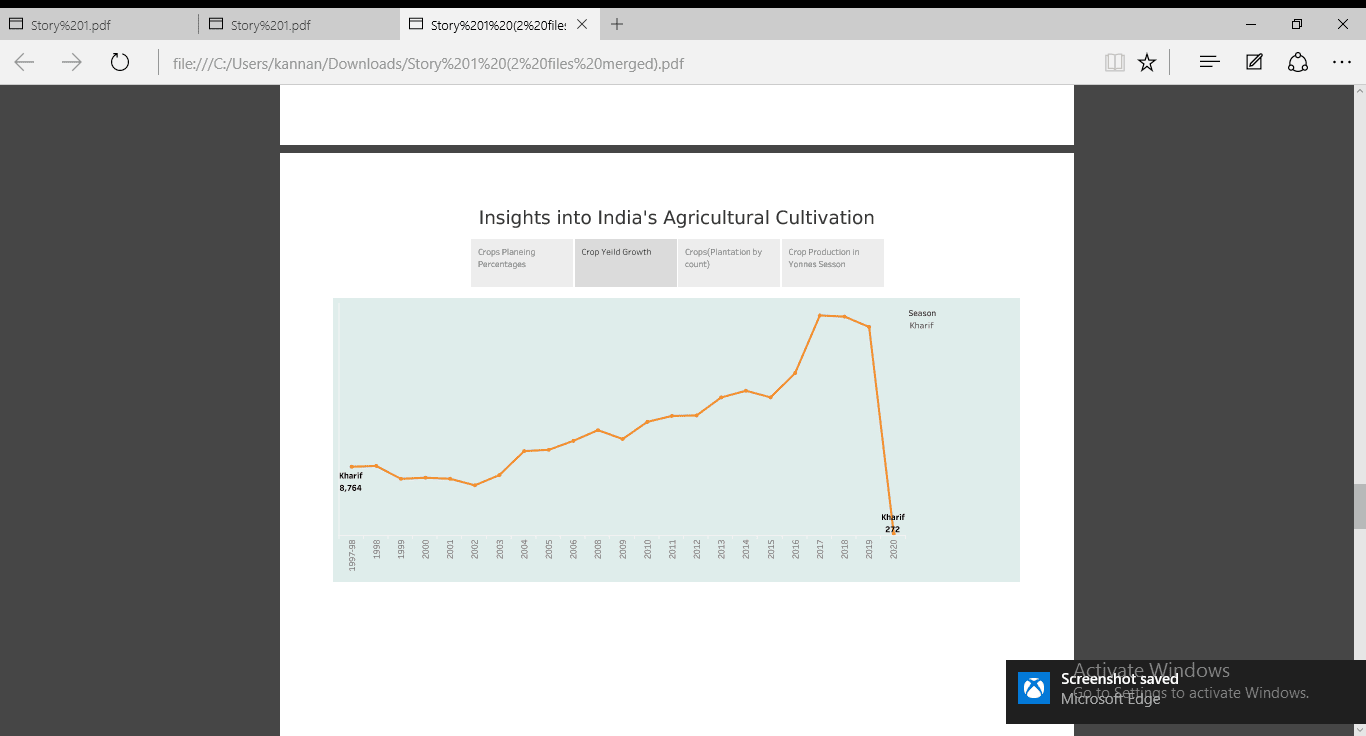 Story%201.pdf
Story%201.pdf
Story%201%20(2%20file
file:///C:/Users/kannan/Downloads/Story%201%20(2%20files%20merged).pdf
Insights into India's Agricultural Cultivation
Crops Planeing
Percentages
Crop Yeild Growth
Crops(Plantation by
count)
Crop Production in
Yonnes Sesson
Season
Kharif
Kharif
8,764
Kharif
272
1997-98
1998
1999
2000
2001
2002
2003
2004
2005
2006
2008
2009
2010
2011
2012
2013
2014
2015
2016
2017
2018
2019
2020
Activate Windows
Go to Settings to activate Windows.
Screenshot saved
Microsoft Edge